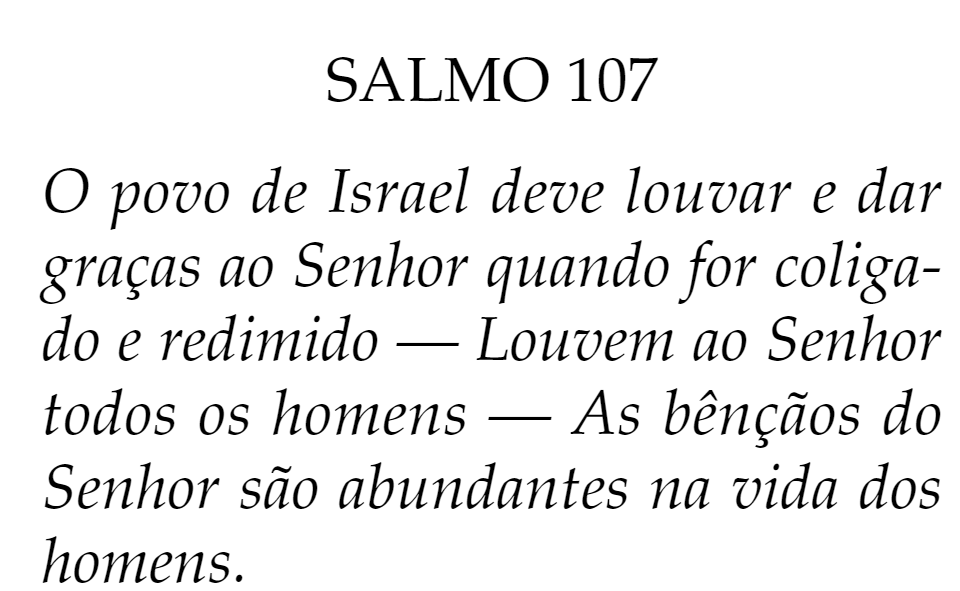 SALMO 107
O povo de Israel deve louvar e dar
graças ao Senhor quando for coliga-
do e redimido — Louvem ao Senhor
todos os homens — As bênçãos do
Senhor são abundantes na vida dos
homens.